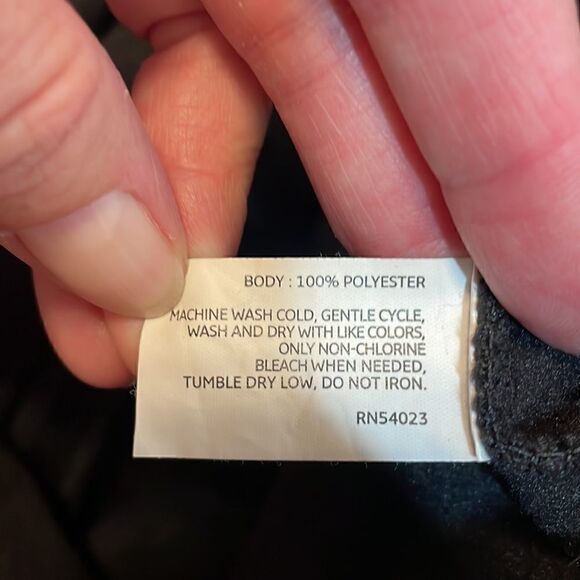 BODY : 100% POLYESTER
MACHINE WASH COLD, GENTLE CYCLE,
WASH AND DRY WITH LIKE COLORS,
ONLY NON-CHLORINE
BLEACH WHEN NEEDED,
TUMBLE DRY LOW, DO NOT IRON.
RN54023